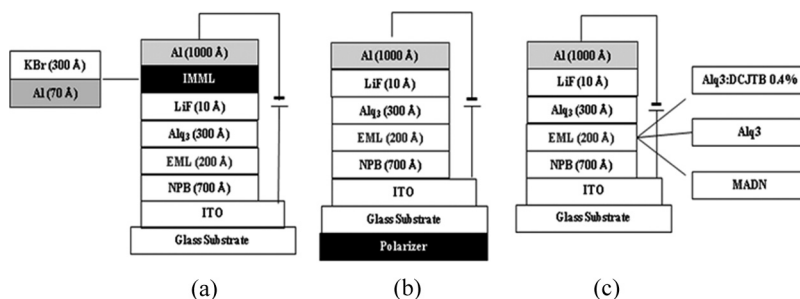 KBr (300 Å)
Al (70 Å)
Al (1000 Å)
IMML
LiF (10 Å)
Alq3 (300 Å)
EML (200 Å)
NPB (700 Å)
ITO
Glass Substrate
(a)
Al (1000 Å)
LiF (10 Å)
Alq3 (300 Å)
EML (200 Å)
NPB (700 Å)
ITO
Glass Substrate
Polarizer
(b)
Al (1000 Å)
LiF (10 Å)
Alq3 (300 Å)
EML (200 Å)
NPB (700 Å)
ITO
Glass Substrate
Alq3:DCJTB 0.4%
Alq3
MADN
(c)